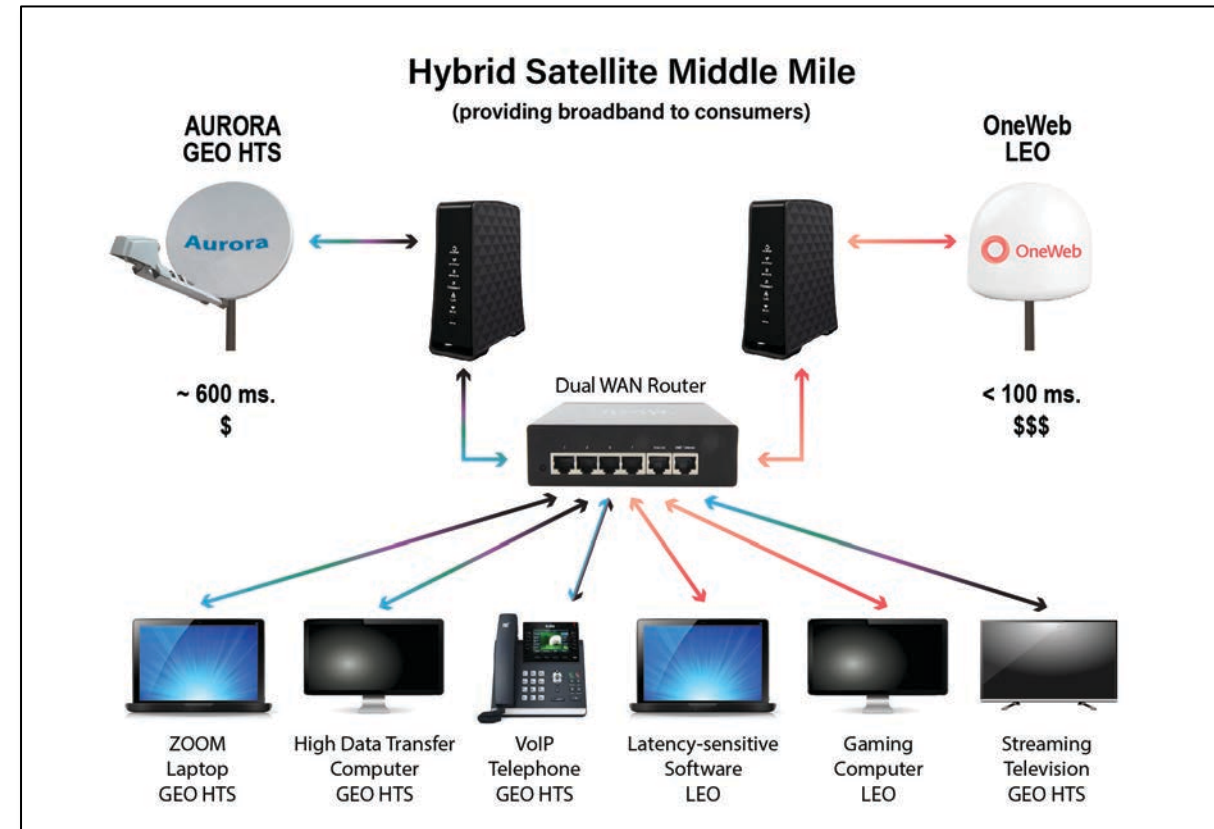 Hybrid Satellite Middle Mile
(providing broadband to consumers)
AURORA
GEO HTS
OneWeb
LEO
Aurora
OneWeb
~ 600 ms.
$
Dual WAN Router
< 100 ms.
$$$
ZOOM
Laptop
GEO HTS
High Data Transfer
Computer
GEO HTS
VoIP
Telephone
GEO HTS
Latency-sensitive
Software
LEO
Gaming
Computer
LEO
Streaming
Television
GEO HTS